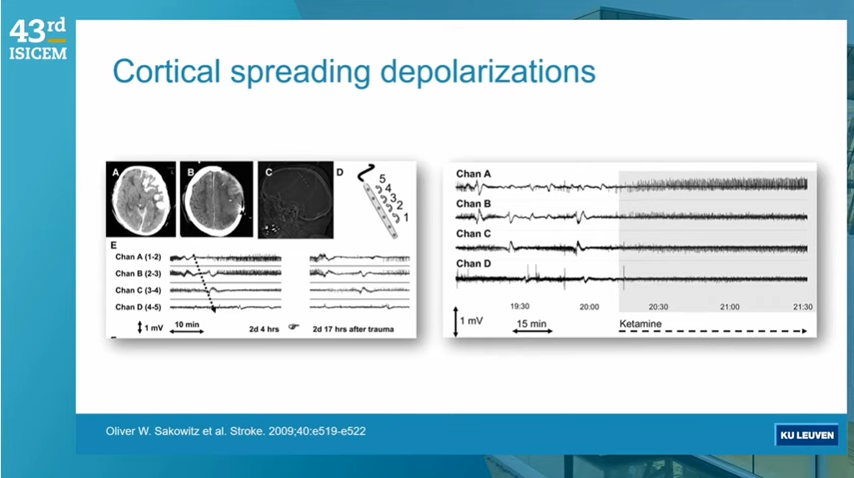 43rd
ISICEM
Cortical spreading depolarizations
A
B
C
D
5
4
3
2
1
E
Chan A (1-2)
Chan B (2-3)
Chan C (3-4)
Chan D (4-5)
1 mV
10 min
2d 4 hrs
2d 17 hrs after trauma
Chan A
Chan B
Chan C
Chan D
19:30 20:00 20:30 21:00 21:30
1 mV
15 min
Ketamine
Oliver W. Sakowitz et al. Stroke. 2009;40:e519-e522
KU LEUVEN